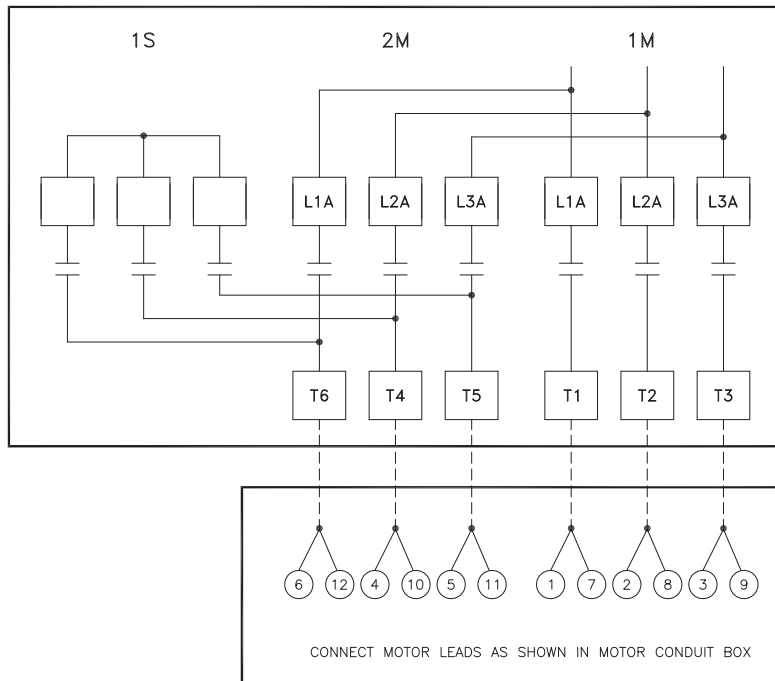 1S 2M 1M
L1A L2A L3A L1A L2A L3A
T6 T4 T5 T1 T2 T3
6 12 4 10 5 11 1 7 2 8 3 9
CONNECT MOTOR LEADS AS SHOWN IN MOTOR CONDUIT BOX